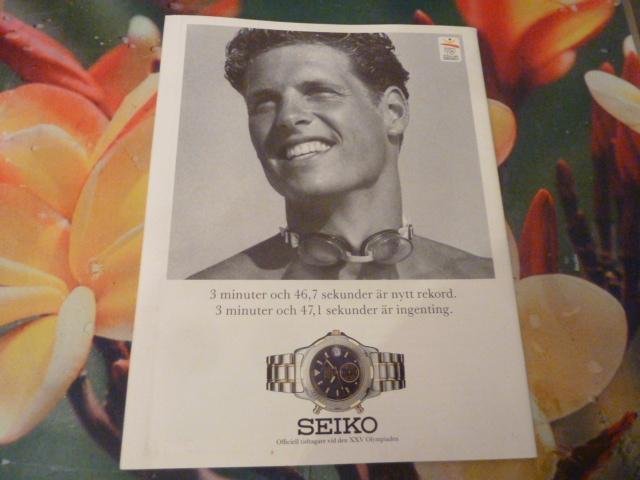 3 minuter och 46,7 sekunder är nytt rekord.
3 minuter och 47,1 sekunder är ingenting.
SEIKO
Officiell tidtagare vid den XXV Olympiaden